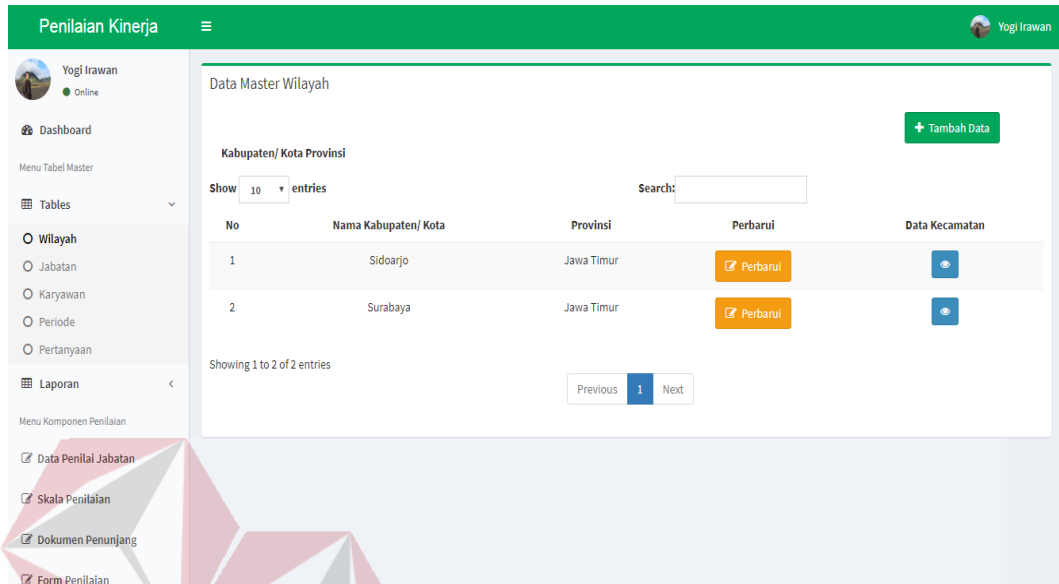 Penilaian Kinerja
Yogi Irawan
Yogi Irawan
Online
Dashboard
Menu Tabel Master
Tables
Wilayah
Jabatan
Karyawan
Periode
Pertanyaan
Laporan
Menu Komponen Penilaian
Data Penilai Jabatan
Skala Penilaian
Dokumen Penunjang
Form Penilaian
Data Master Wilayah
Tambah Data
Kabupaten/ Kota Provinsi
Show 10 entries Search:
No Nama Kabupaten/ Kota Provinsi Perbarui Data Kecamatan
1 Sidoarjo Jawa Timur Perbarui
2 Surabaya Jawa Timur Perbarui
Showing 1 to 2 of 2 entries
Previous 1 Next